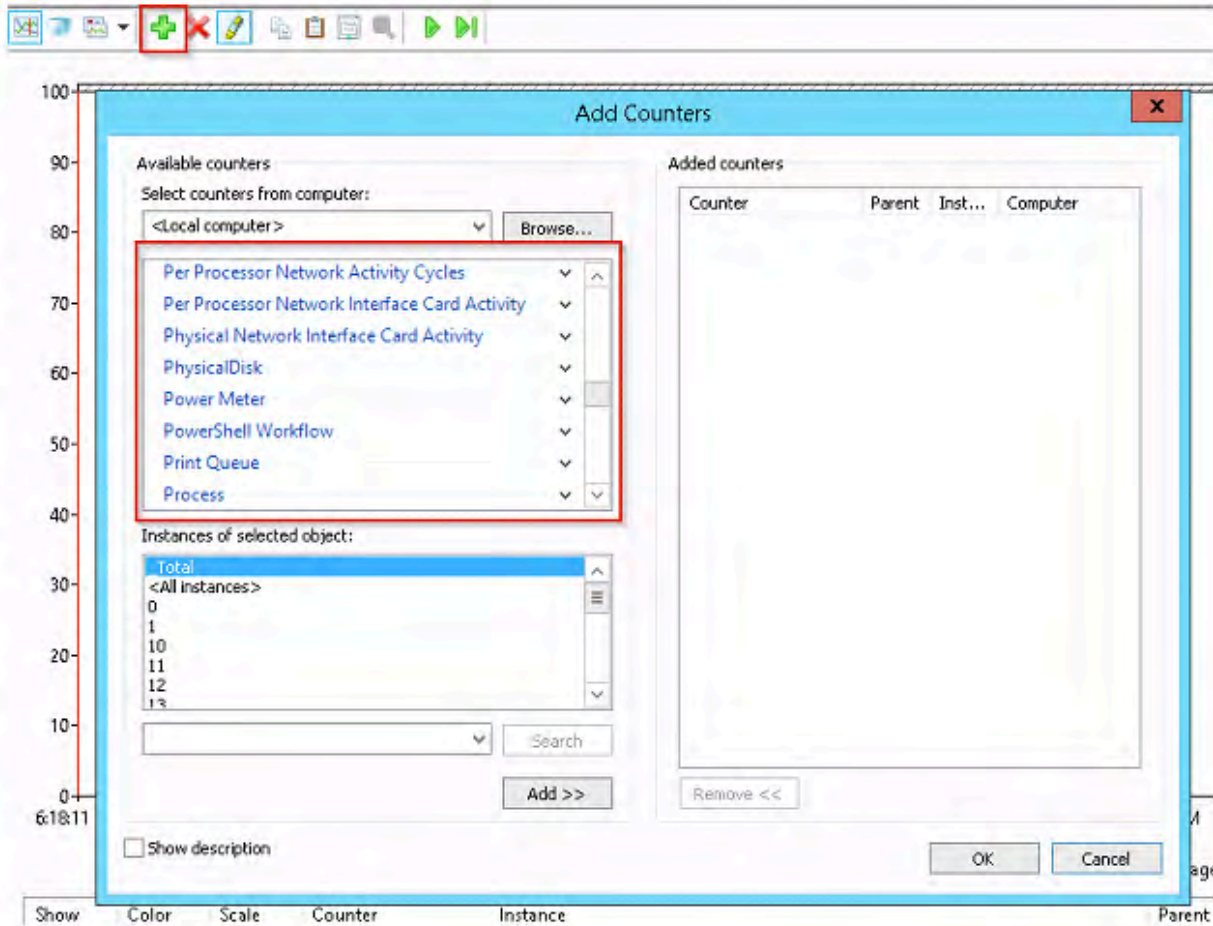 Add Counters
x
100
90
80
70
60
50
40
30
20
10
0
6:18:11
Available counters
Select counters from computer:
<Local computer>
Browse...
Per Processor Network Activity Cycles
Per Processor Network Interface Card Activity
Physical Network Interface Card Activity
PhysicalDisk
Power Meter
PowerShell Workflow
Print Queue
Process
Instances of selected object:
_Total
<All instances>
0
1
10
11
12
13
Search
Add >>
Show description
Added counters
Counter Parent Inst... Computer
Remove <<
OK Cancel
Show Color Scale Counter Instance Parent